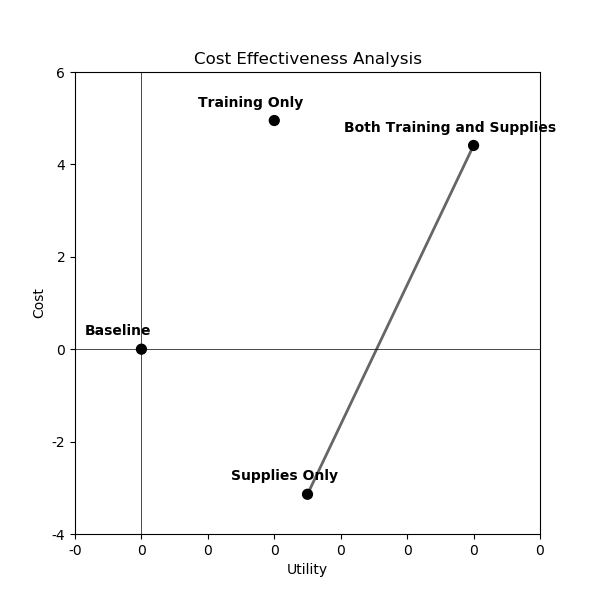 Cost Effectiveness Analysis
6
Training Only
Both Training and Supplies
4
2
Cost
Baseline
0
-2
Supplies Only
-4
-0 0 0 0 0 0 0 0
Utility